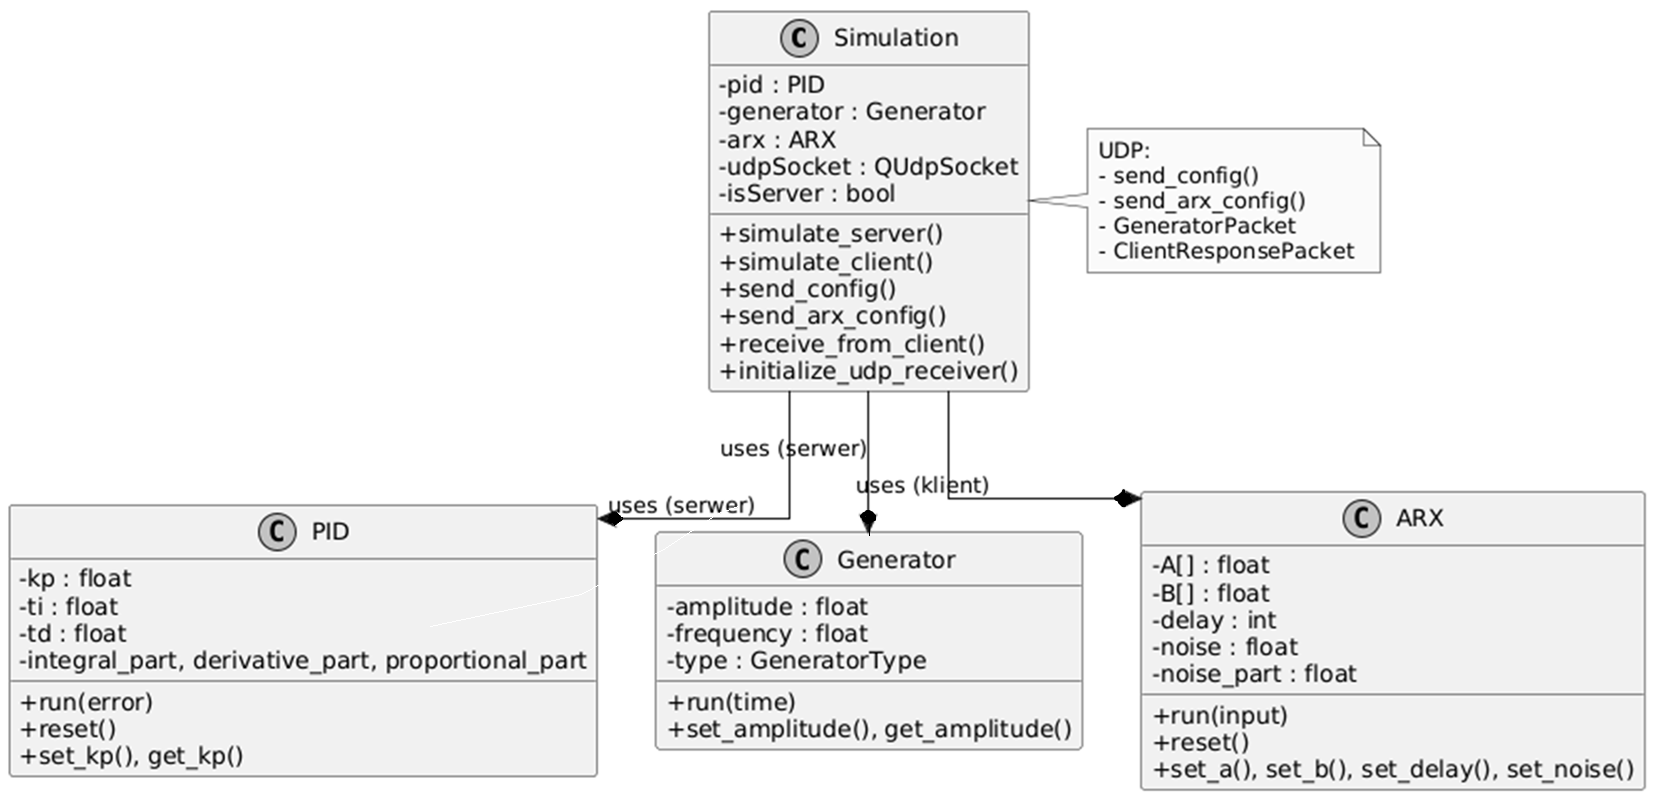 C Simulation
-pid : PID
-generator : Generator
-arx : ARX
-udpSocket : QUdpSocket
-isServer : bool
+simulate_server()
+simulate_client()
+send_config()
+send_arx_config()
+receive_from_client()
+initialize_udp_receiver()
UDP:
- send_config()
- send_arx_config()
- GeneratorPacket
- ClientResponsePacket
uses (serwer)
uses (klient)
uses (serwer)
C PID
-kp : float
-ti : float
-td : float
-integral_part, derivative_part, proportional_part
+run(error)
+reset()
+set_kp(), get_kp()
C Generator
-amplitude : float
-frequency : float
-type : GeneratorType
+run(time)
+set_amplitude(), get_amplitude()
C ARX
-A[] : float
-B[] : float
-delay : int
-noise : float
-noise_part : float
+run(input)
+reset()
+set_a(), set_b(), set_delay(), set_noise()